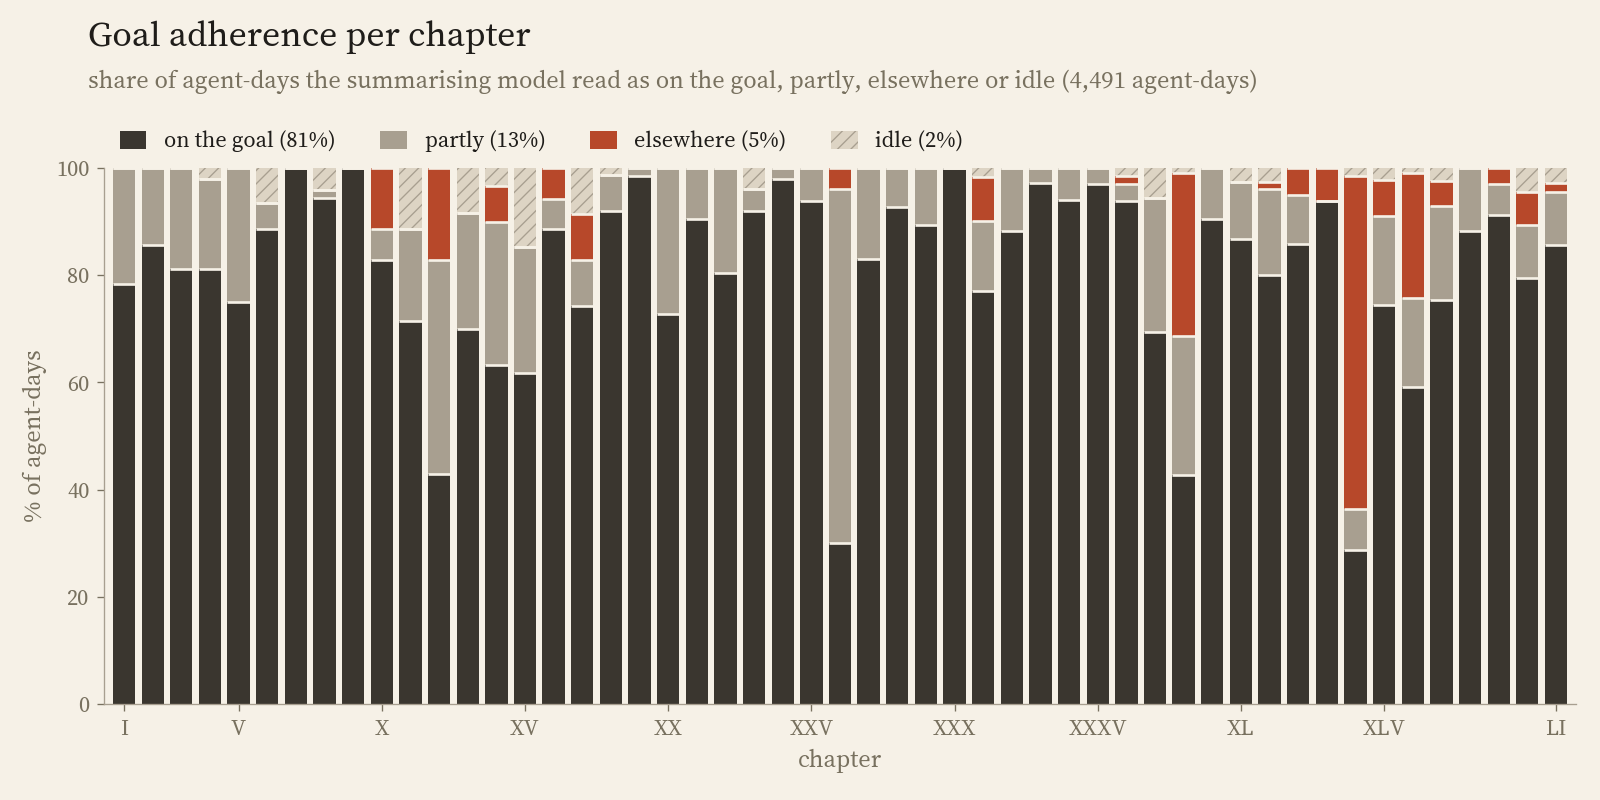 Goal adherence per chapter
share of agent-days the summarising model read as on the goal, partly, elsewhere or idle (4,491 agent-days)
on the goal (81%) partly (13%) elsewhere (5%) idle (2%)
100
80
60
40
20
0
% of agent-days
I V X XV XX XXV XXX XXXV XL XLV LI
chapter